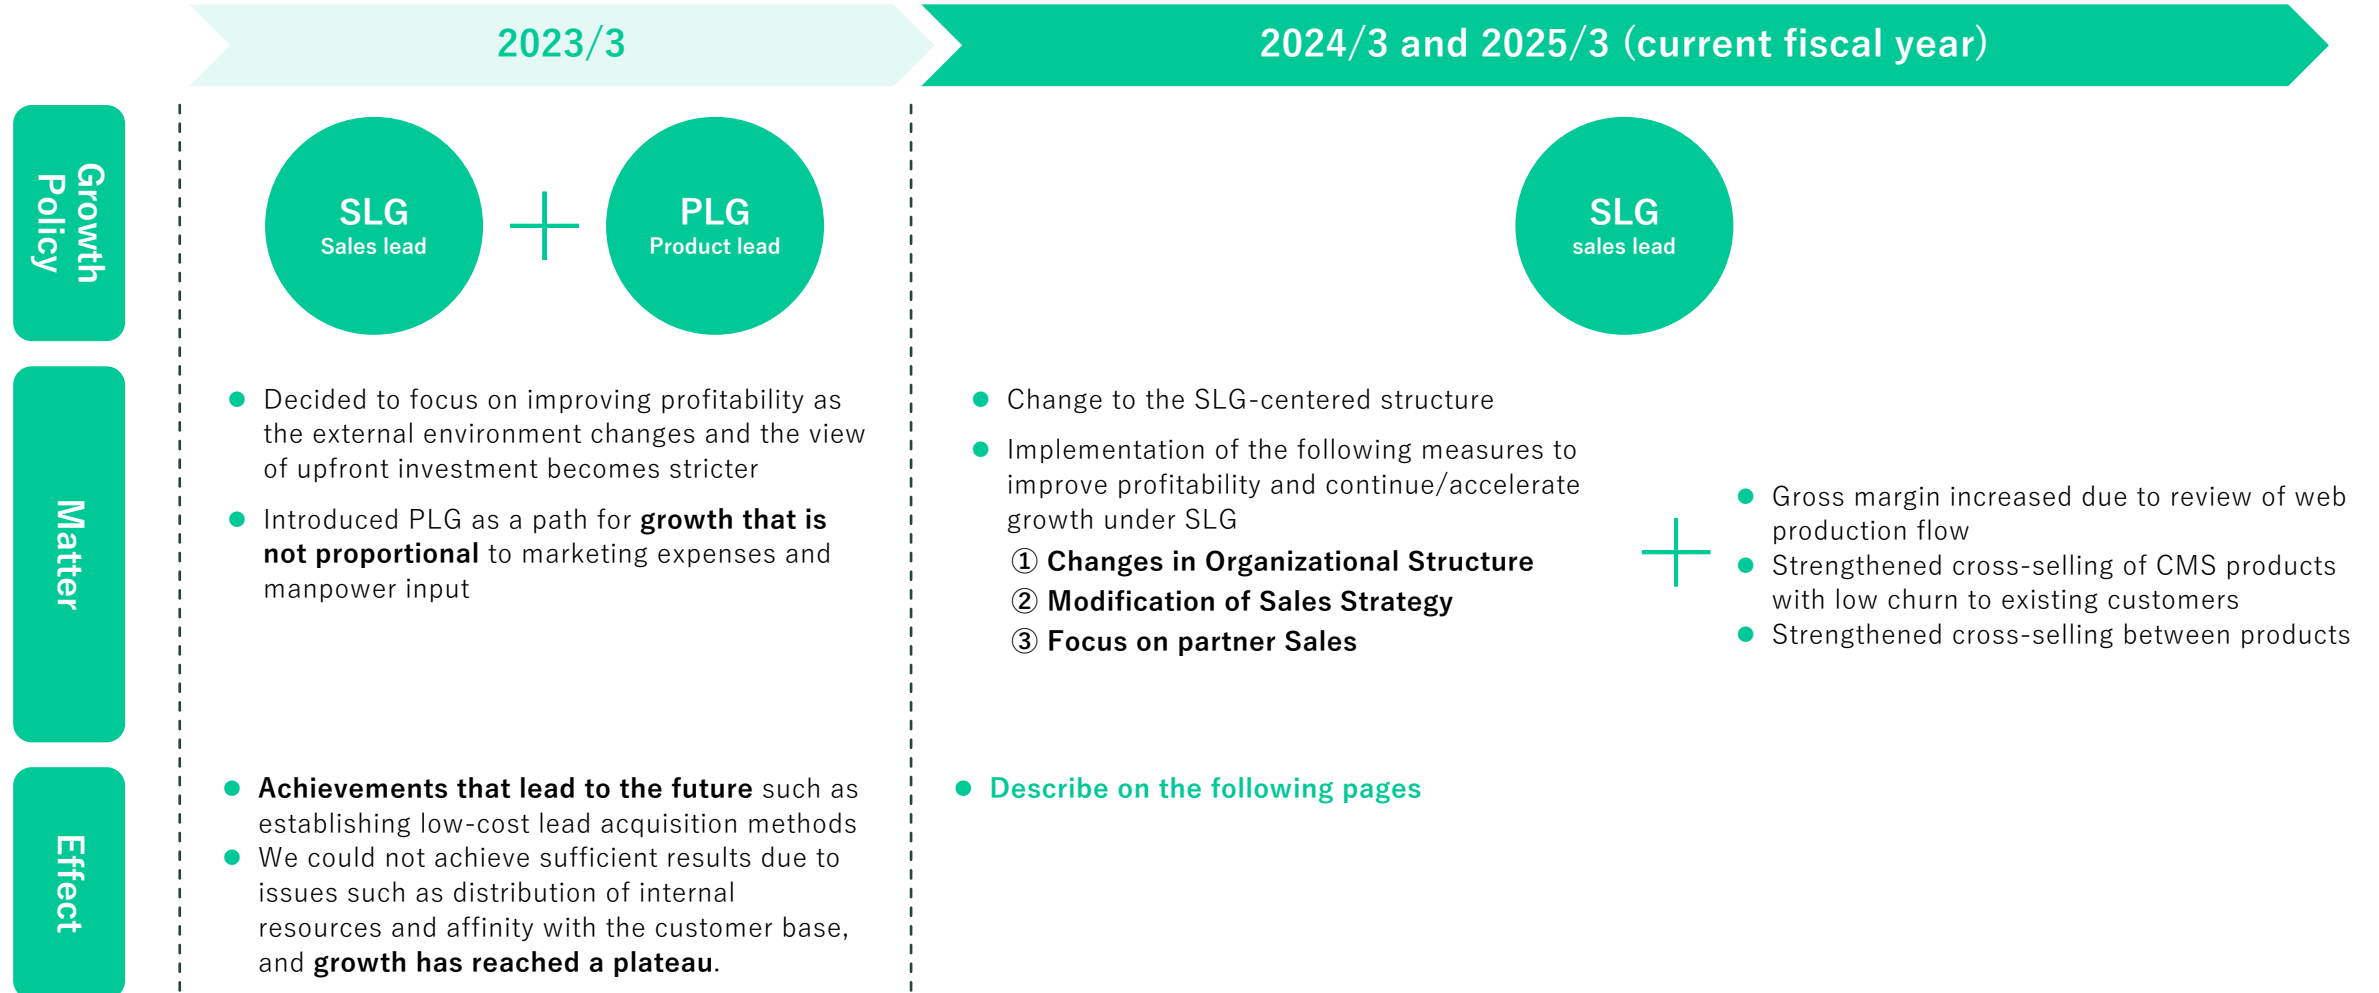 2023/3
2024/3 and 2025/3 (current fiscal year)
Growth
Policy
SLG
Sales lead
PLG
Product lead
SLG
sales lead
Matter
● Decided to focus on improving profitability as
the external environment changes and the view
of upfront investment becomes stricter
● Introduced PLG as a path for growth that is
not proportional to marketing expenses and
manpower input
● Change to the SLG-centered structure
● Implementation of the following measures to
improve profitability and continue/accelerate
growth under SLG
① Changes in Organizational Structure
② Modification of Sales Strategy
③ Focus on partner Sales
● Gross margin increased due to review of web
production flow
● Strengthened cross-selling of CMS products
with low churn to existing customers
● Strengthened cross-selling between products
Effect
● Achievements that lead to the future such as
establishing low-cost lead acquisition methods
● We could not achieve sufficient results due to
issues such as distribution of internal
resources and affinity with the customer base,
and growth has reached a plateau.
● Describe on the following pages